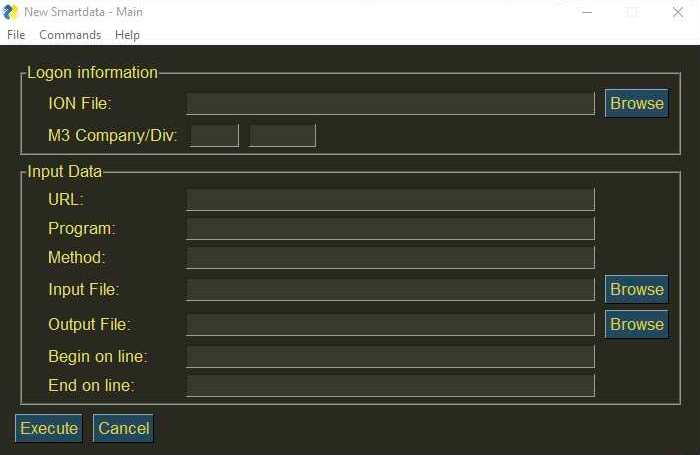 New Smartdata - Main
File Commands Help
Logon information
ION File: Browse
M3 Company/Div:
Input Data
URL:
Program:
Method:
Input File: Browse
Output File: Browse
Begin on line:
End on line:
Execute Cancel